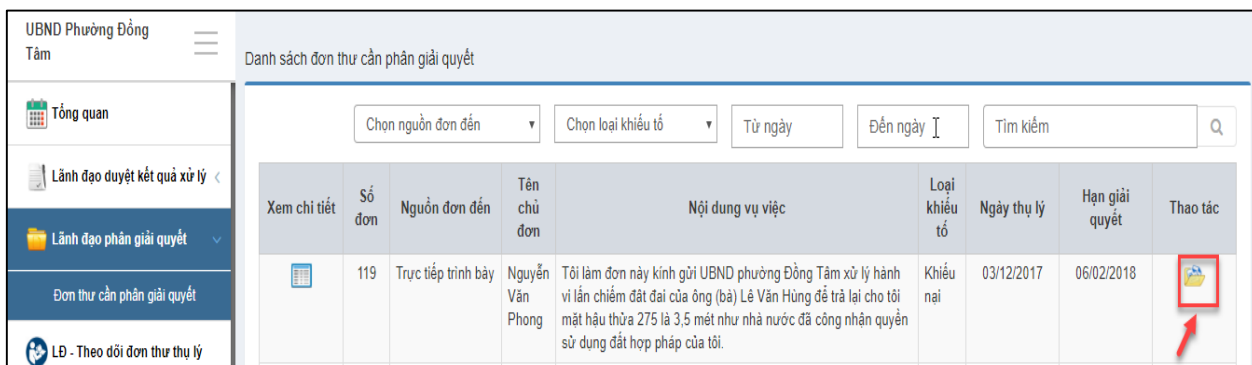 UBND Phường Đồng
Tâm
Danh sách đơn thư cần phân giải quyết
Tổng quan
Lãnh đạo duyệt kết quả xử lý
Lãnh đạo phân giải quyết
Đơn thư cần phân giải quyết
LĐ - Theo dõi đơn thư thụ lý
Chọn nguồn đơn đến
Chọn loại khiếu tố
Từ ngày
Đến ngày
Tìm kiếm
Xem chi tiết
Số
đơn
Nguồn đơn đến
Tên
chủ
đơn
Nội dung vụ việc
Loại
khiếu
tố
Ngày thụ lý
Hạn giải
quyết
Thao tác
119
Trực tiếp trình bày
Nguyễn
Văn
Phong
Tôi làm đơn này kính gửi UBND phường Đồng Tâm xử lý hành
vi lấn chiếm đât đai của ông (bà) Lê Văn Hùng để trả lại cho tôi
mặt hậu thửa 275 là 3,5 mét như nhà nước đã công nhận quyền
sử dụng đất hợp pháp của tôi.
Khiếu
nại
03/12/2017
06/02/2018